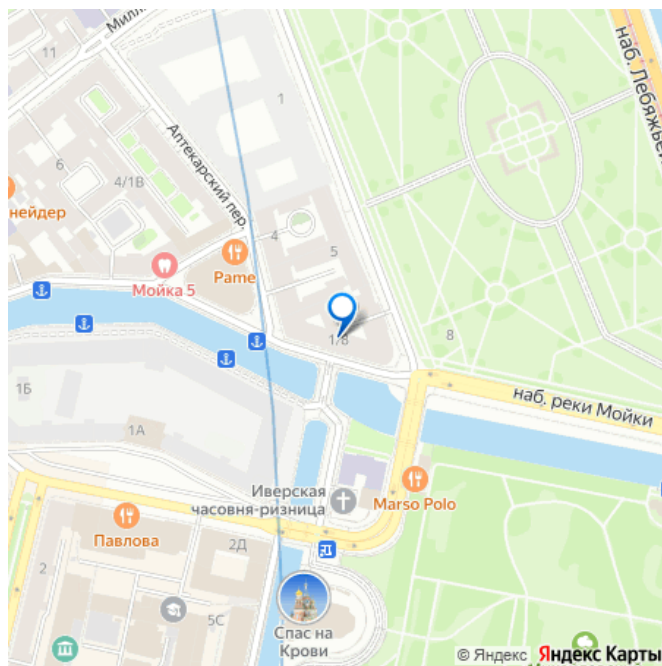 Милл
11
наб. Лебяжьей
1
Аптекарский пер.
6
4/1В
нейдер
4
5
Pame
Мойка 5
1/8
8
наб. реки Мойки
1Б
1А
Иверская
часовня-ризница
Marso Polo
Павлова
2Д
2
5С
Спас на
Крови
© Яндекс Яндекс Карты